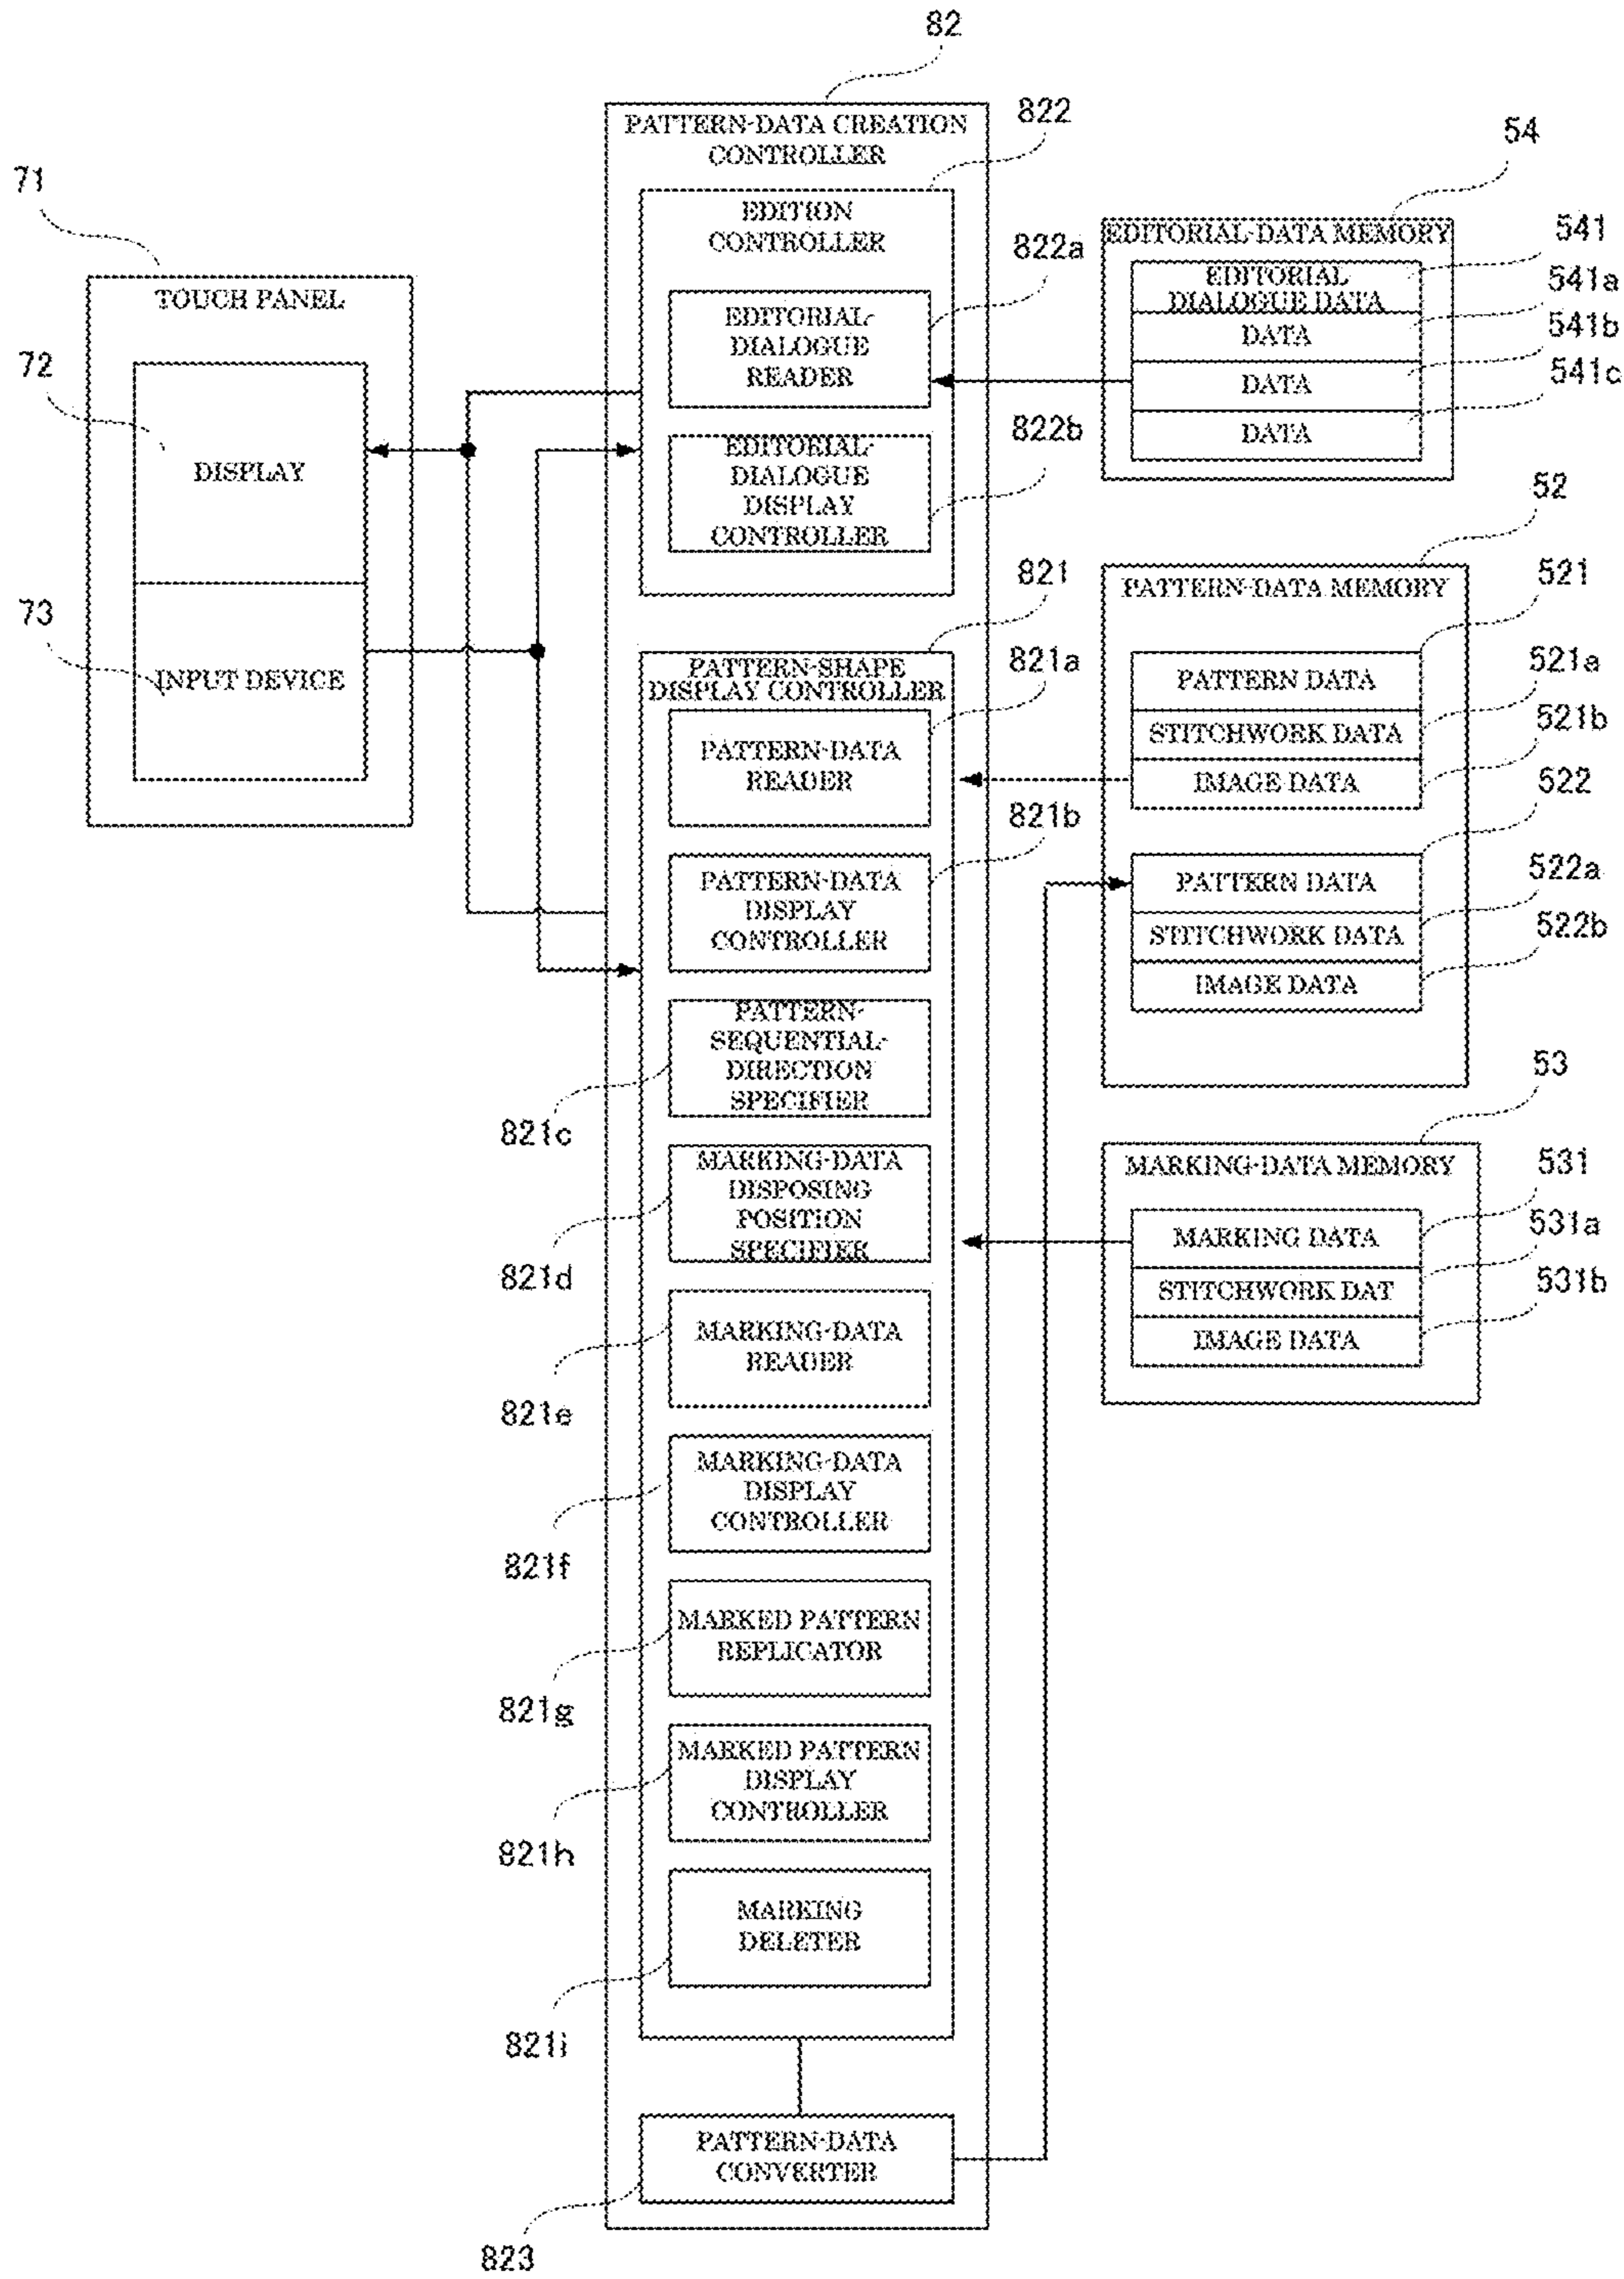 82
PATTERN-DATA CREATION
CONTROLLER
822
EDITION
CONTROLLER
822a
EDITORIAL-
DIALOGUE
READER
822b
EDITORIAL-
DIALOGUE
DISPLAY
CONTROLLER
71
TOUCH PANEL
72
DISPLAY
73
INPUT DEVICE
54
EDITORIAL-DATA MEMORY
541
EDITORIAL
DIALOGUE DATA
541a
DATA
541b
DATA
541c
DATA
821
PATTERN-SHAPE
DISPLAY CONTROLLER
821a
PATTERN-DATA
READER
821b
PATTERN-DATA
DISPLAY
CONTROLLER
PATTERN-
SEQUENTIAL-
DIRECTION
SPECIFIER
821c
MARKING-DATA
DISPOSING
POSITION
SPECIFIER
821d
MARKING-DATA
READER
821e
MARKING-DATA
DISPLAY
CONTROLLER
821f
MARKED PATTERN
REPLICATOR
821g
MARKED PATTERN
DISPLAY
CONTROLLER
821h
MARKING
DELETER
821i
PATTERN-DATA
CONVERTER
823
52
PATTERN-DATA MEMORY
521
PATTERN DATA
521a
STITCHWORK DATA
521b
IMAGE DATA
522
PATTERN DATA
522a
STITCHWORK DATA
522b
IMAGE DATA
53
MARKING-DATA MEMORY
531
MARKING DATA
531a
STITCHWORK DAT
531b
IMAGE DATA